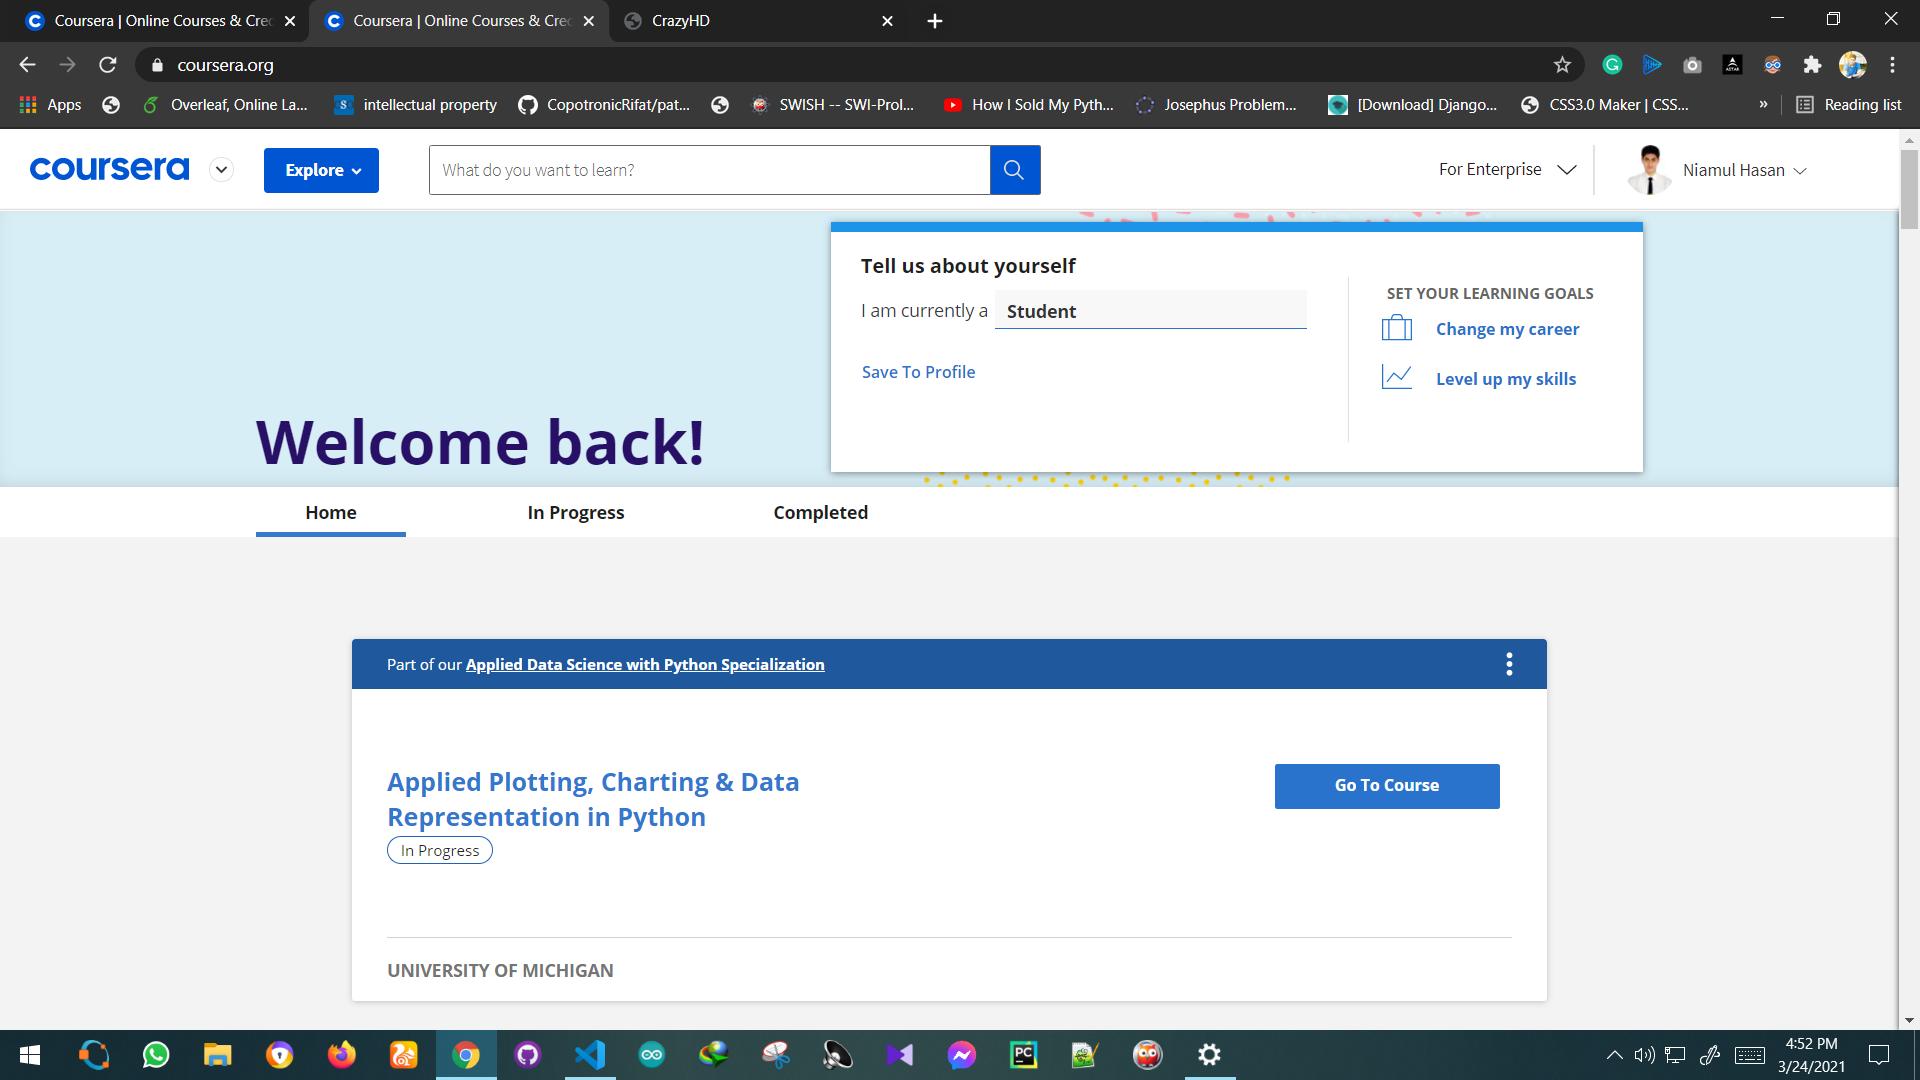 Coursera | Online Courses & Cre
Coursera | Online Courses & Cre
CrazyHD
coursera.org
Apps
Overleaf, Online La...
intellectual property
CopotronicRifat/pat...
SWISH -- SWI-Prol...
How I Sold My Pyth...
Josephus Problem...
[Download] Django...
CSS3.0 Maker | CSS...
»
Reading list
coursera
Explore
What do you want to learn?
For Enterprise
Niamul Hasan
Tell us about yourself
I am currently a Student
Save To Profile
SET YOUR LEARNING GOALS
Change my career
Level up my skills
Welcome back!
Home
In Progress
Completed
Part of our Applied Data Science with Python Specialization
Applied Plotting, Charting & Data
Representation in Python
In Progress
Go To Course
UNIVERSITY OF MICHIGAN
PC
4:52 PM
3/24/2021